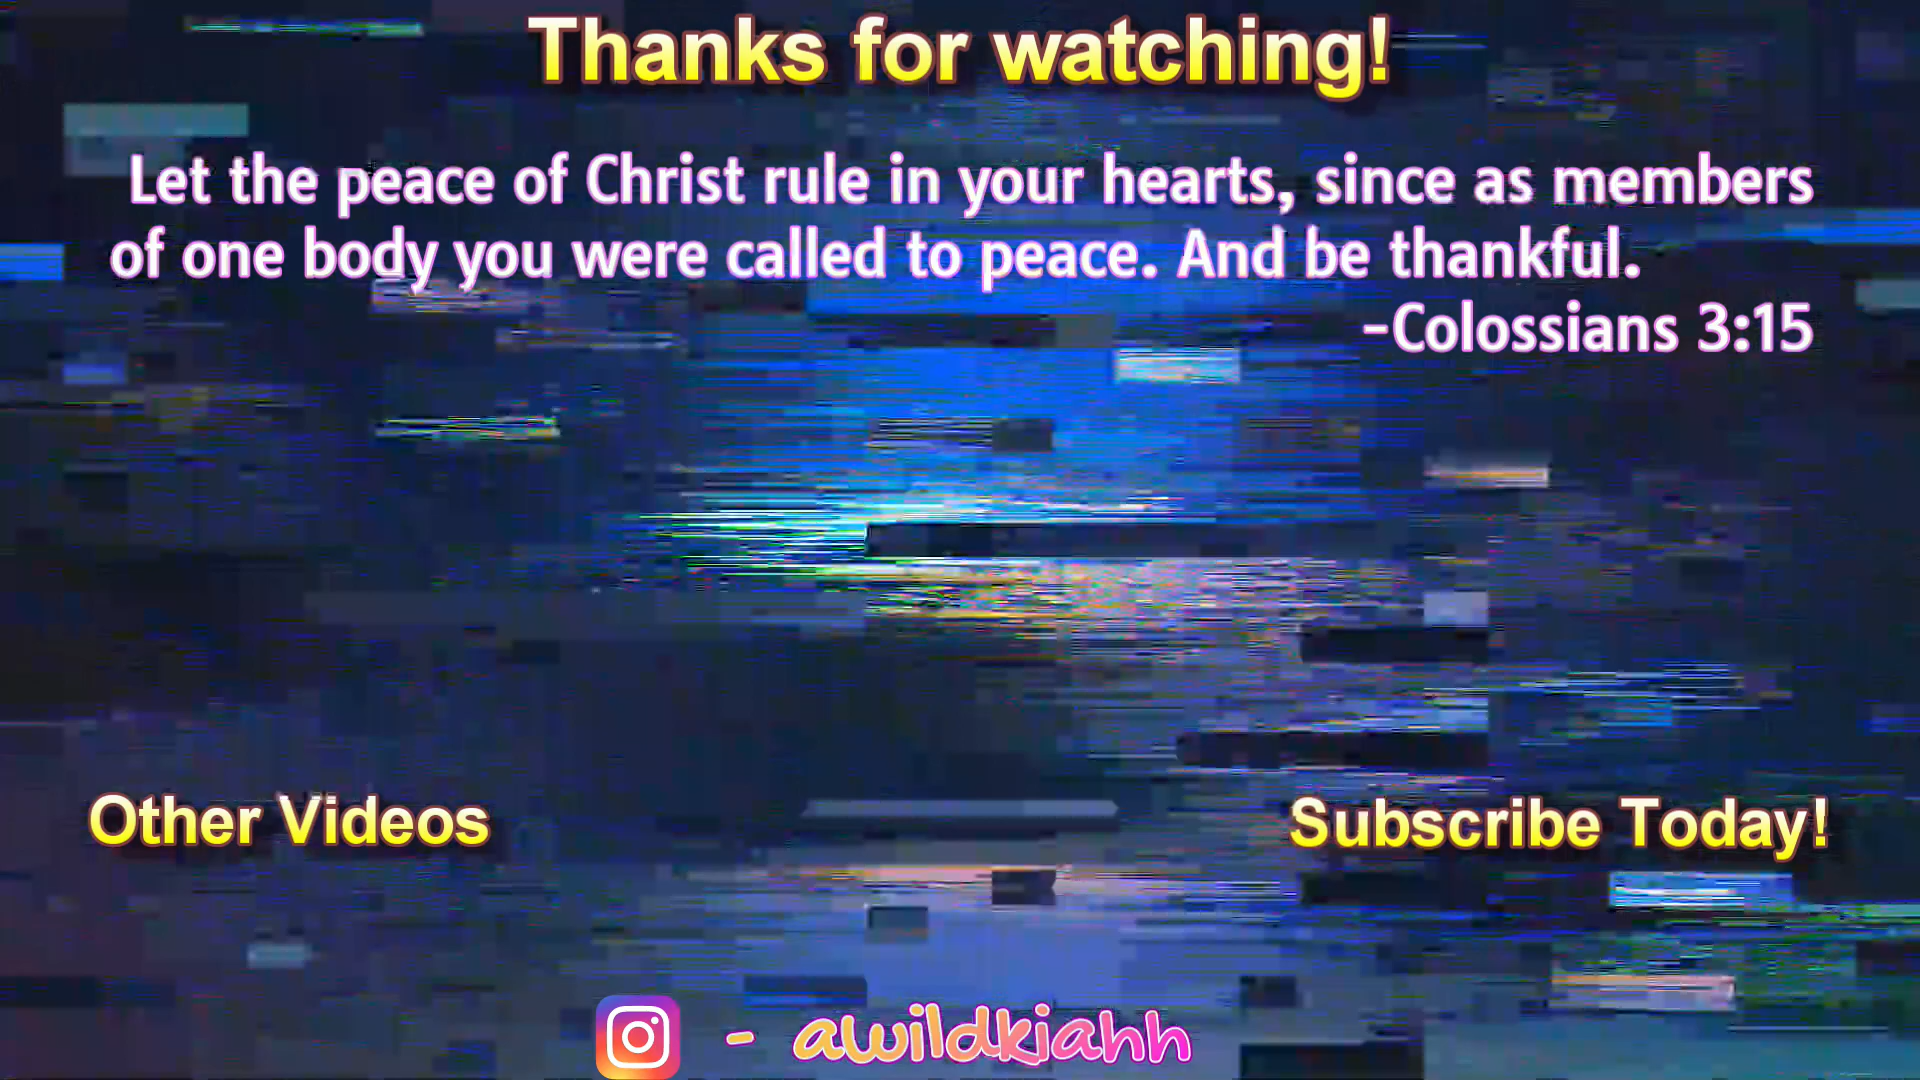 Thanks for watching!
Let the peace of Christ rule in your hearts, since as members
of one body you were called to peace. And be thankful.
-Colossians 3:15
Other Videos
Subscribe Today!
- awildkiahh